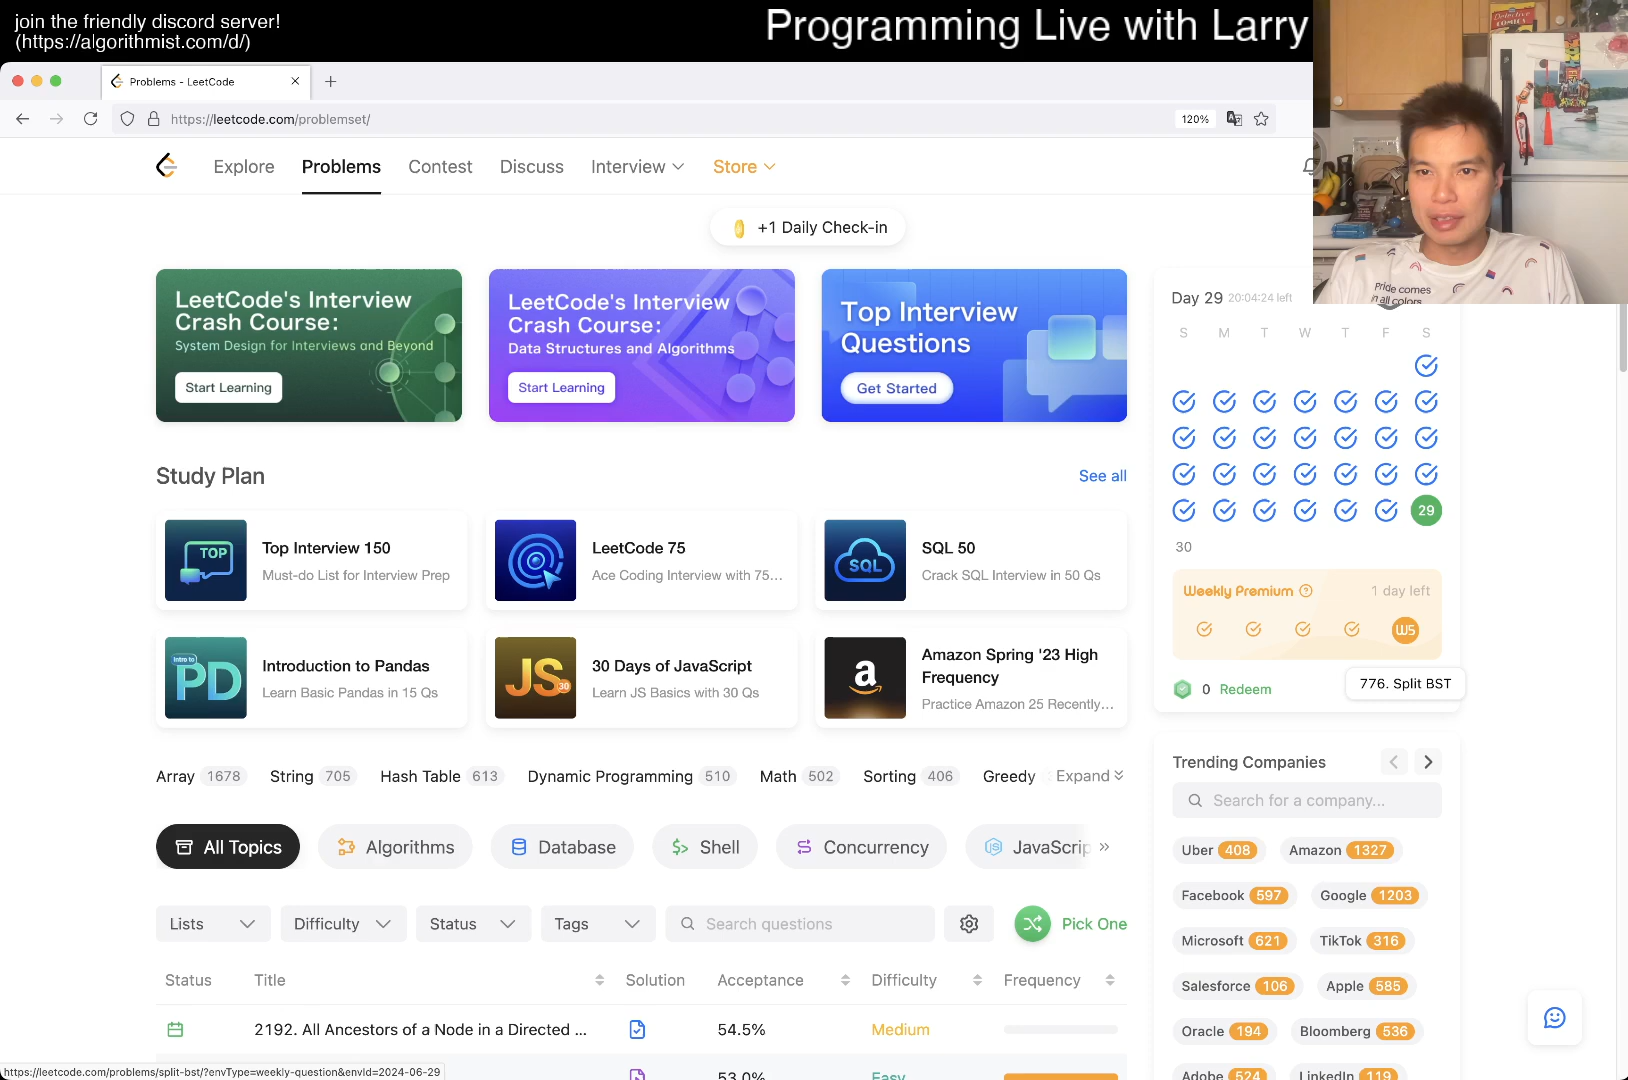 join the friendly discord server!
(https://algorithmist.com/d/)
Programming Live with Larry
Problems - LeetCode
https://leetcode.com/problemset/
120%
Explore
Problems
Contest
Discuss
Interview
Store
+1 Daily Check-in
LeetCode's Interview
Crash Course:
System Design for Interviews and Beyond
Start Learning
LeetCode's Interview
Crash Course:
Data Structures and Algorithms
Start Learning
Top Interview
Questions
Get Started
Pride comes
in all colors
Day 29 20:04:24 left
S M T W T F S
29
30
Weekly Premium
1 day left
W5
0 Redeem
776. Split BST
Study Plan
See all
TOP
Top Interview 150
Must-do List for Interview Prep
LeetCode 75
Ace Coding Interview with 75...
SQL
SQL 50
Crack SQL Interview in 50 Qs
Intro to
PD
Introduction to Pandas
Learn Basic Pandas in 15 Qs
JS
30
30 Days of JavaScript
Learn JS Basics with 30 Qs
a
Amazon Spring '23 High
Frequency
Practice Amazon 25 Recently...
Array 1678
String 705
Hash Table 613
Dynamic Programming 510
Math 502
Sorting 406
Greedy
Expand
All Topics
Algorithms
Database
$> Shell
Concurrency
JS JavaScrip
Lists
Difficulty
Status
Tags
Search questions
Pick One
Status Title Solution Acceptance Difficulty Frequency
2192. All Ancestors of a Node in a Directed ... 54.5% Medium
53.0% Easy
Trending Companies
Search for a company...
Uber 408
Amazon 1327
Facebook 597
Google 1203
Microsoft 621
TikTok 316
Salesforce 106
Apple 585
Oracle 194
Bloomberg 536
Adobe 524
LinkedIn 119
https://leetcode.com/problems/split-bst/?envType=weekly-question&envId=2024-06-29